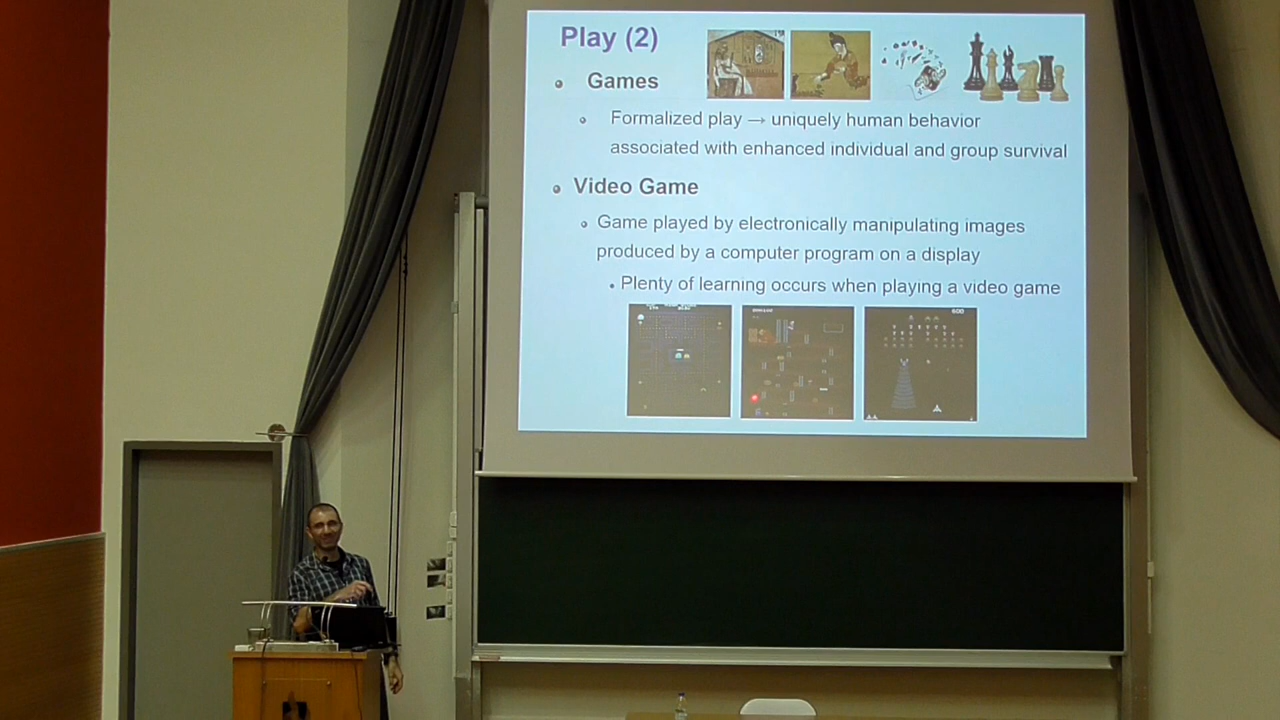 Play (2)
Games
Formalized play → uniquely human behavior
associated with enhanced individual and group survival
Video Game
Game played by electronically manipulating images
produced by a computer program on a display
Plenty of learning occurs when playing a video game
600